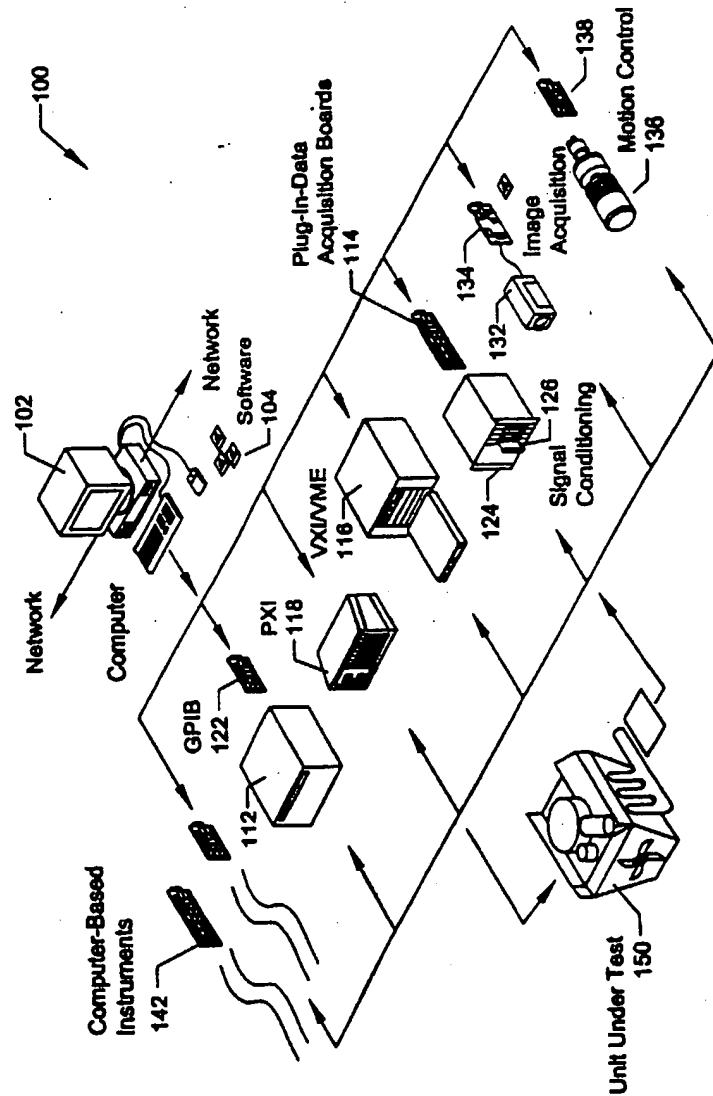 100
102
Network
Network
Software
104
Computer
Plug-In-Data
Acquisition Boards
114
138
134
Image
Acquisition
Motion Control
136
132
VXI/VME
116
126
Signal
Conditioning
124
PXI
118
GPIB
122
112
Computer-Based
Instruments
142
Unit Under Test
150